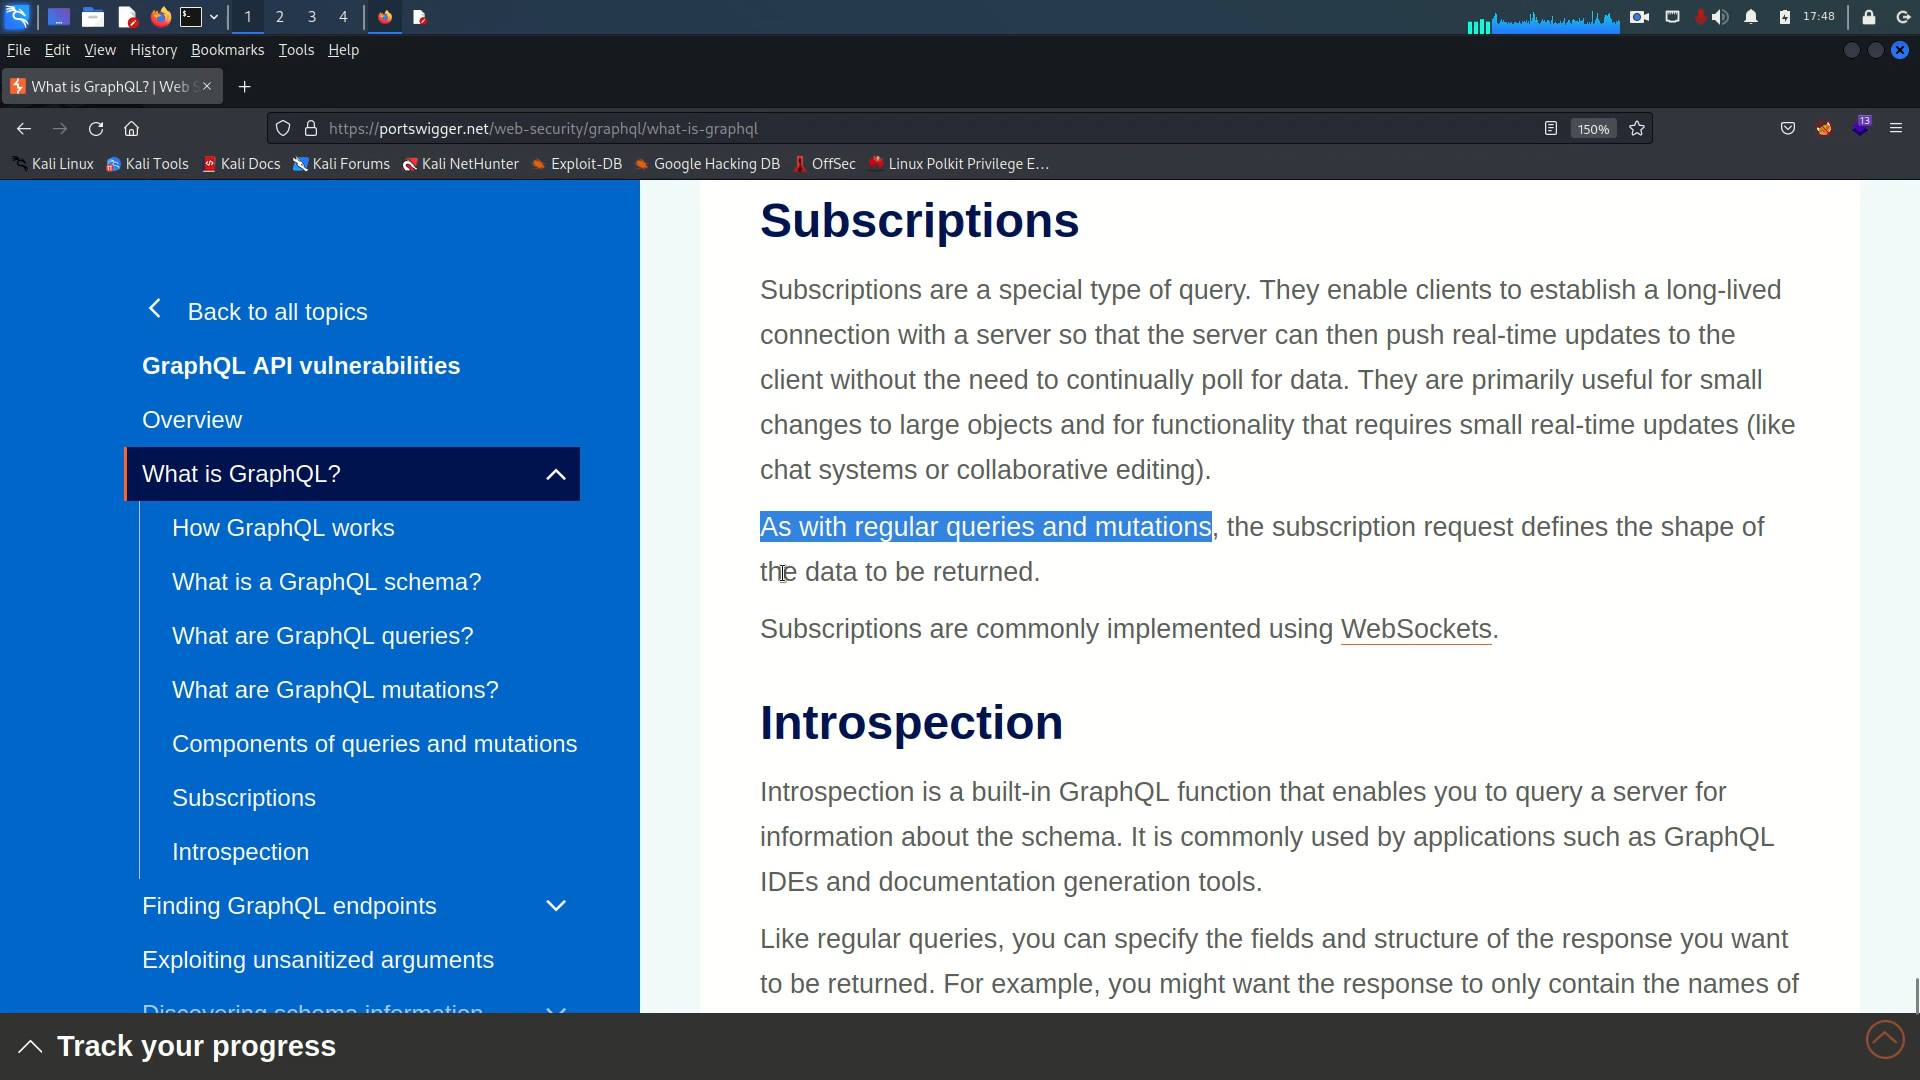 1 2 3 4
17:48
File Edit View History Bookmarks Tools Help
What is GraphQL? | Web S
https://portswigger.net/web-security/graphql/what-is-graphql
150%
13
Kali Linux Kali Tools Kali Docs Kali Forums Kali NetHunter Exploit-DB Google Hacking DB OffSec Linux Polkit Privilege E…
Back to all topics
GraphQL API vulnerabilities
Overview
What is GraphQL?
How GraphQL works
What is a GraphQL schema?
What are GraphQL queries?
What are GraphQL mutations?
Components of queries and mutations
Subscriptions
Introspection
Finding GraphQL endpoints
Exploiting unsanitized arguments
Discovering schema information
Subscriptions
Subscriptions are a special type of query. They enable clients to establish a long-lived
connection with a server so that the server can then push real-time updates to the
client without the need to continually poll for data. They are primarily useful for small
changes to large objects and for functionality that requires small real-time updates (like
chat systems or collaborative editing).
As with regular queries and mutations, the subscription request defines the shape of
the data to be returned.
Subscriptions are commonly implemented using WebSockets.
Introspection
Introspection is a built-in GraphQL function that enables you to query a server for
information about the schema. It is commonly used by applications such as GraphQL
IDEs and documentation generation tools.
Like regular queries, you can specify the fields and structure of the response you want
to be returned. For example, you might want the response to only contain the names of
Track your progress